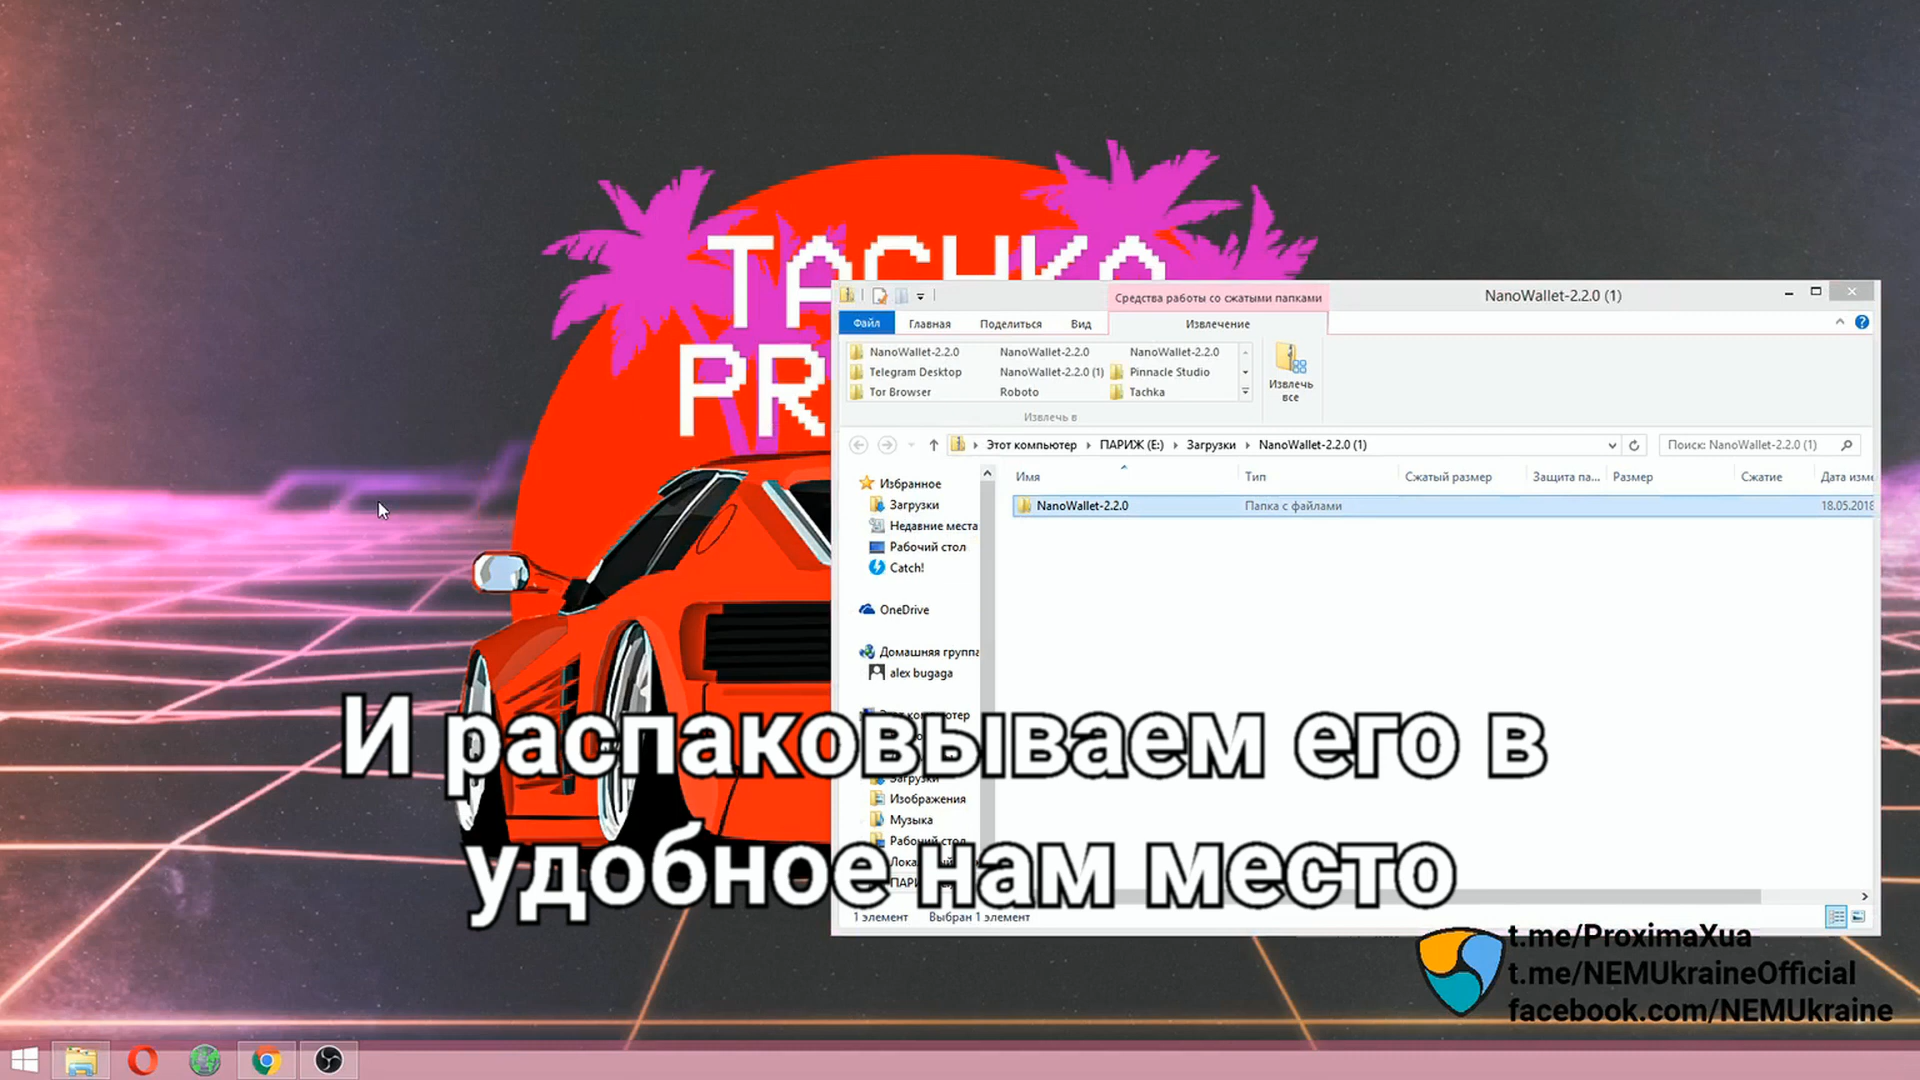 TACHKA
PR
Средства работы со сжатыми папками
NanoWallet-2.2.0 (1)
Файл Главная Поделиться Вид Извлечение
NanoWallet-2.2.0 NanoWallet-2.2.0 NanoWallet-2.2.0
Telegram Desktop NanoWallet-2.2.0 (1) Pinnacle Studio
Tor Browser Roboto Tachka
Извлечь все
Извлечь в
Этот компьютер ПАРИЖ (E:) Загрузки NanoWallet-2.2.0 (1) Поиск: NanoWallet-2.2.0 (1)
Имя Тип Сжатый размер Защита па... Размер Сжатие Дата изме
NanoWallet-2.2.0 Папка с файлами 18.05.2018
Избранное
Загрузки
Недавние места
Рабочий стол
Catch!
OneDrive
Домашняя группа
alex bugaga
И распаковываем его в
Загрузки
Изображения
Музыка
Рабочий стол
удобное нам место
1 элемент Выбран 1 элемент
t.me/ProximaXua
t.me/NEMUkraineOfficial
facebook.com/NEMUkraine